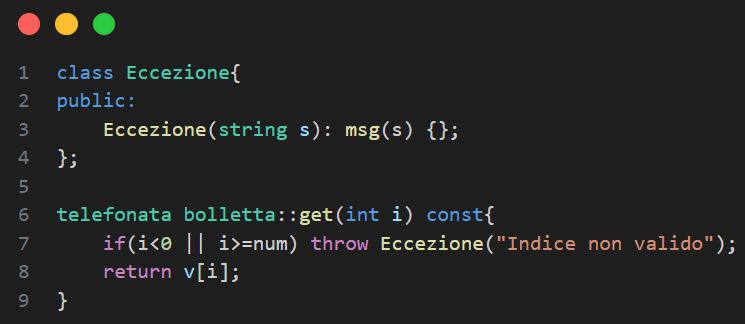 1 class Eccezione{
2 public:
3     Eccezione(string s): msg(s) {};
4 };
5
6 telefonata bolletta::get(int i) const{
7     if(i<0 || i>=num) throw Eccezione("Indice non valido");
8     return v[i];
9 }